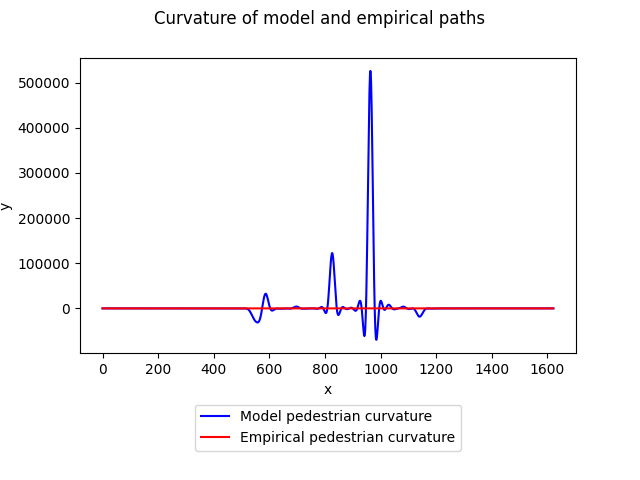 Curvature of model and empirical paths
500000
400000
300000
200000
100000
0
y
0 200 400 600 800 1000 1200 1400 1600
x
Model pedestrian curvature
Empirical pedestrian curvature